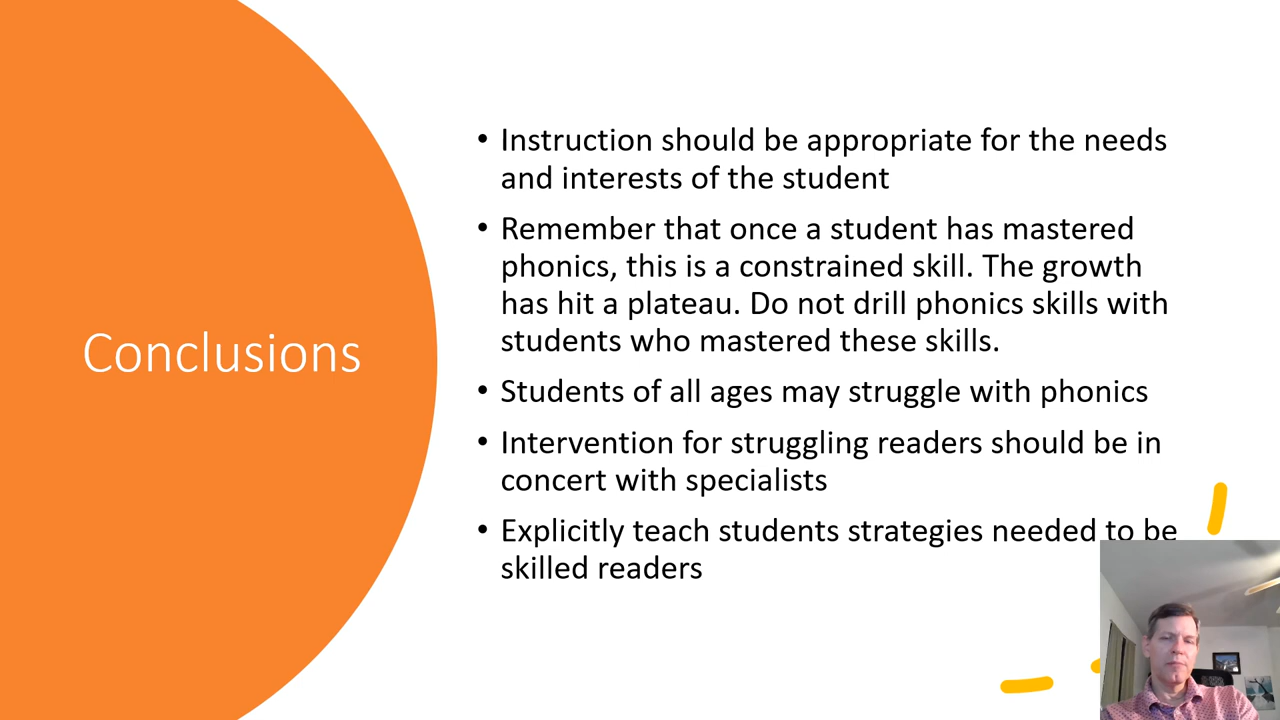 Conclusions
• Instruction should be appropriate for the needs
and interests of the student
• Remember that once a student has mastered
phonics, this is a constrained skill. The growth
has hit a plateau. Do not drill phonics skills with
students who mastered these skills.
• Students of all ages may struggle with phonics
• Intervention for struggling readers should be in
concert with specialists
• Explicitly teach students strategies needed to be
skilled readers